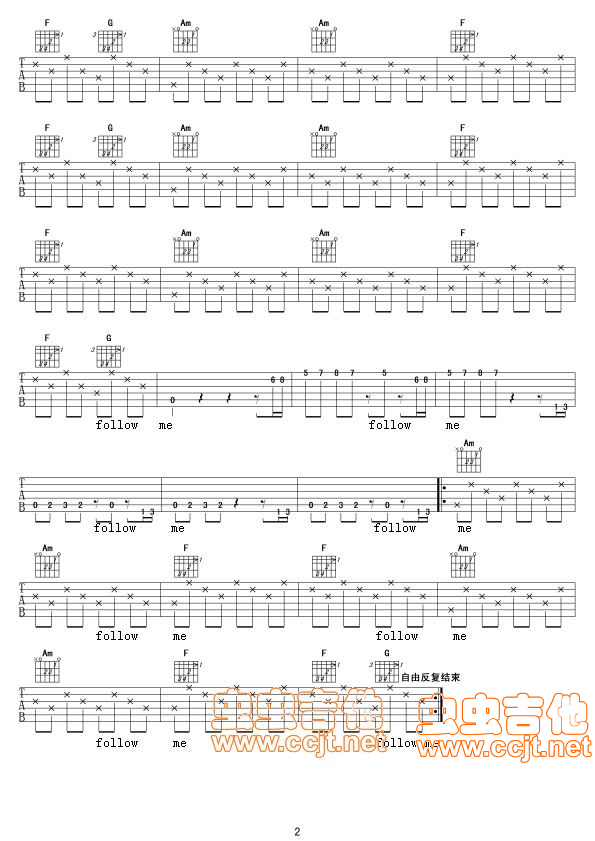 F G Am Am F
F G Am Am F
F Am Am F
F G
0 6 8 5 7 8 7 5 6 8 5 7 8 7 1 3
follow me follow me
Am
0 2 3 2 0 1 3 0 2 3 2 0 2 3 2 0 1 3
follow me follow me
Am F F Am
follow me follow me
Am F F G
自由反复结束
虫虫吉他 虫虫吉他
www.ccjt.net www.ccjt.net
follow me follow me
2